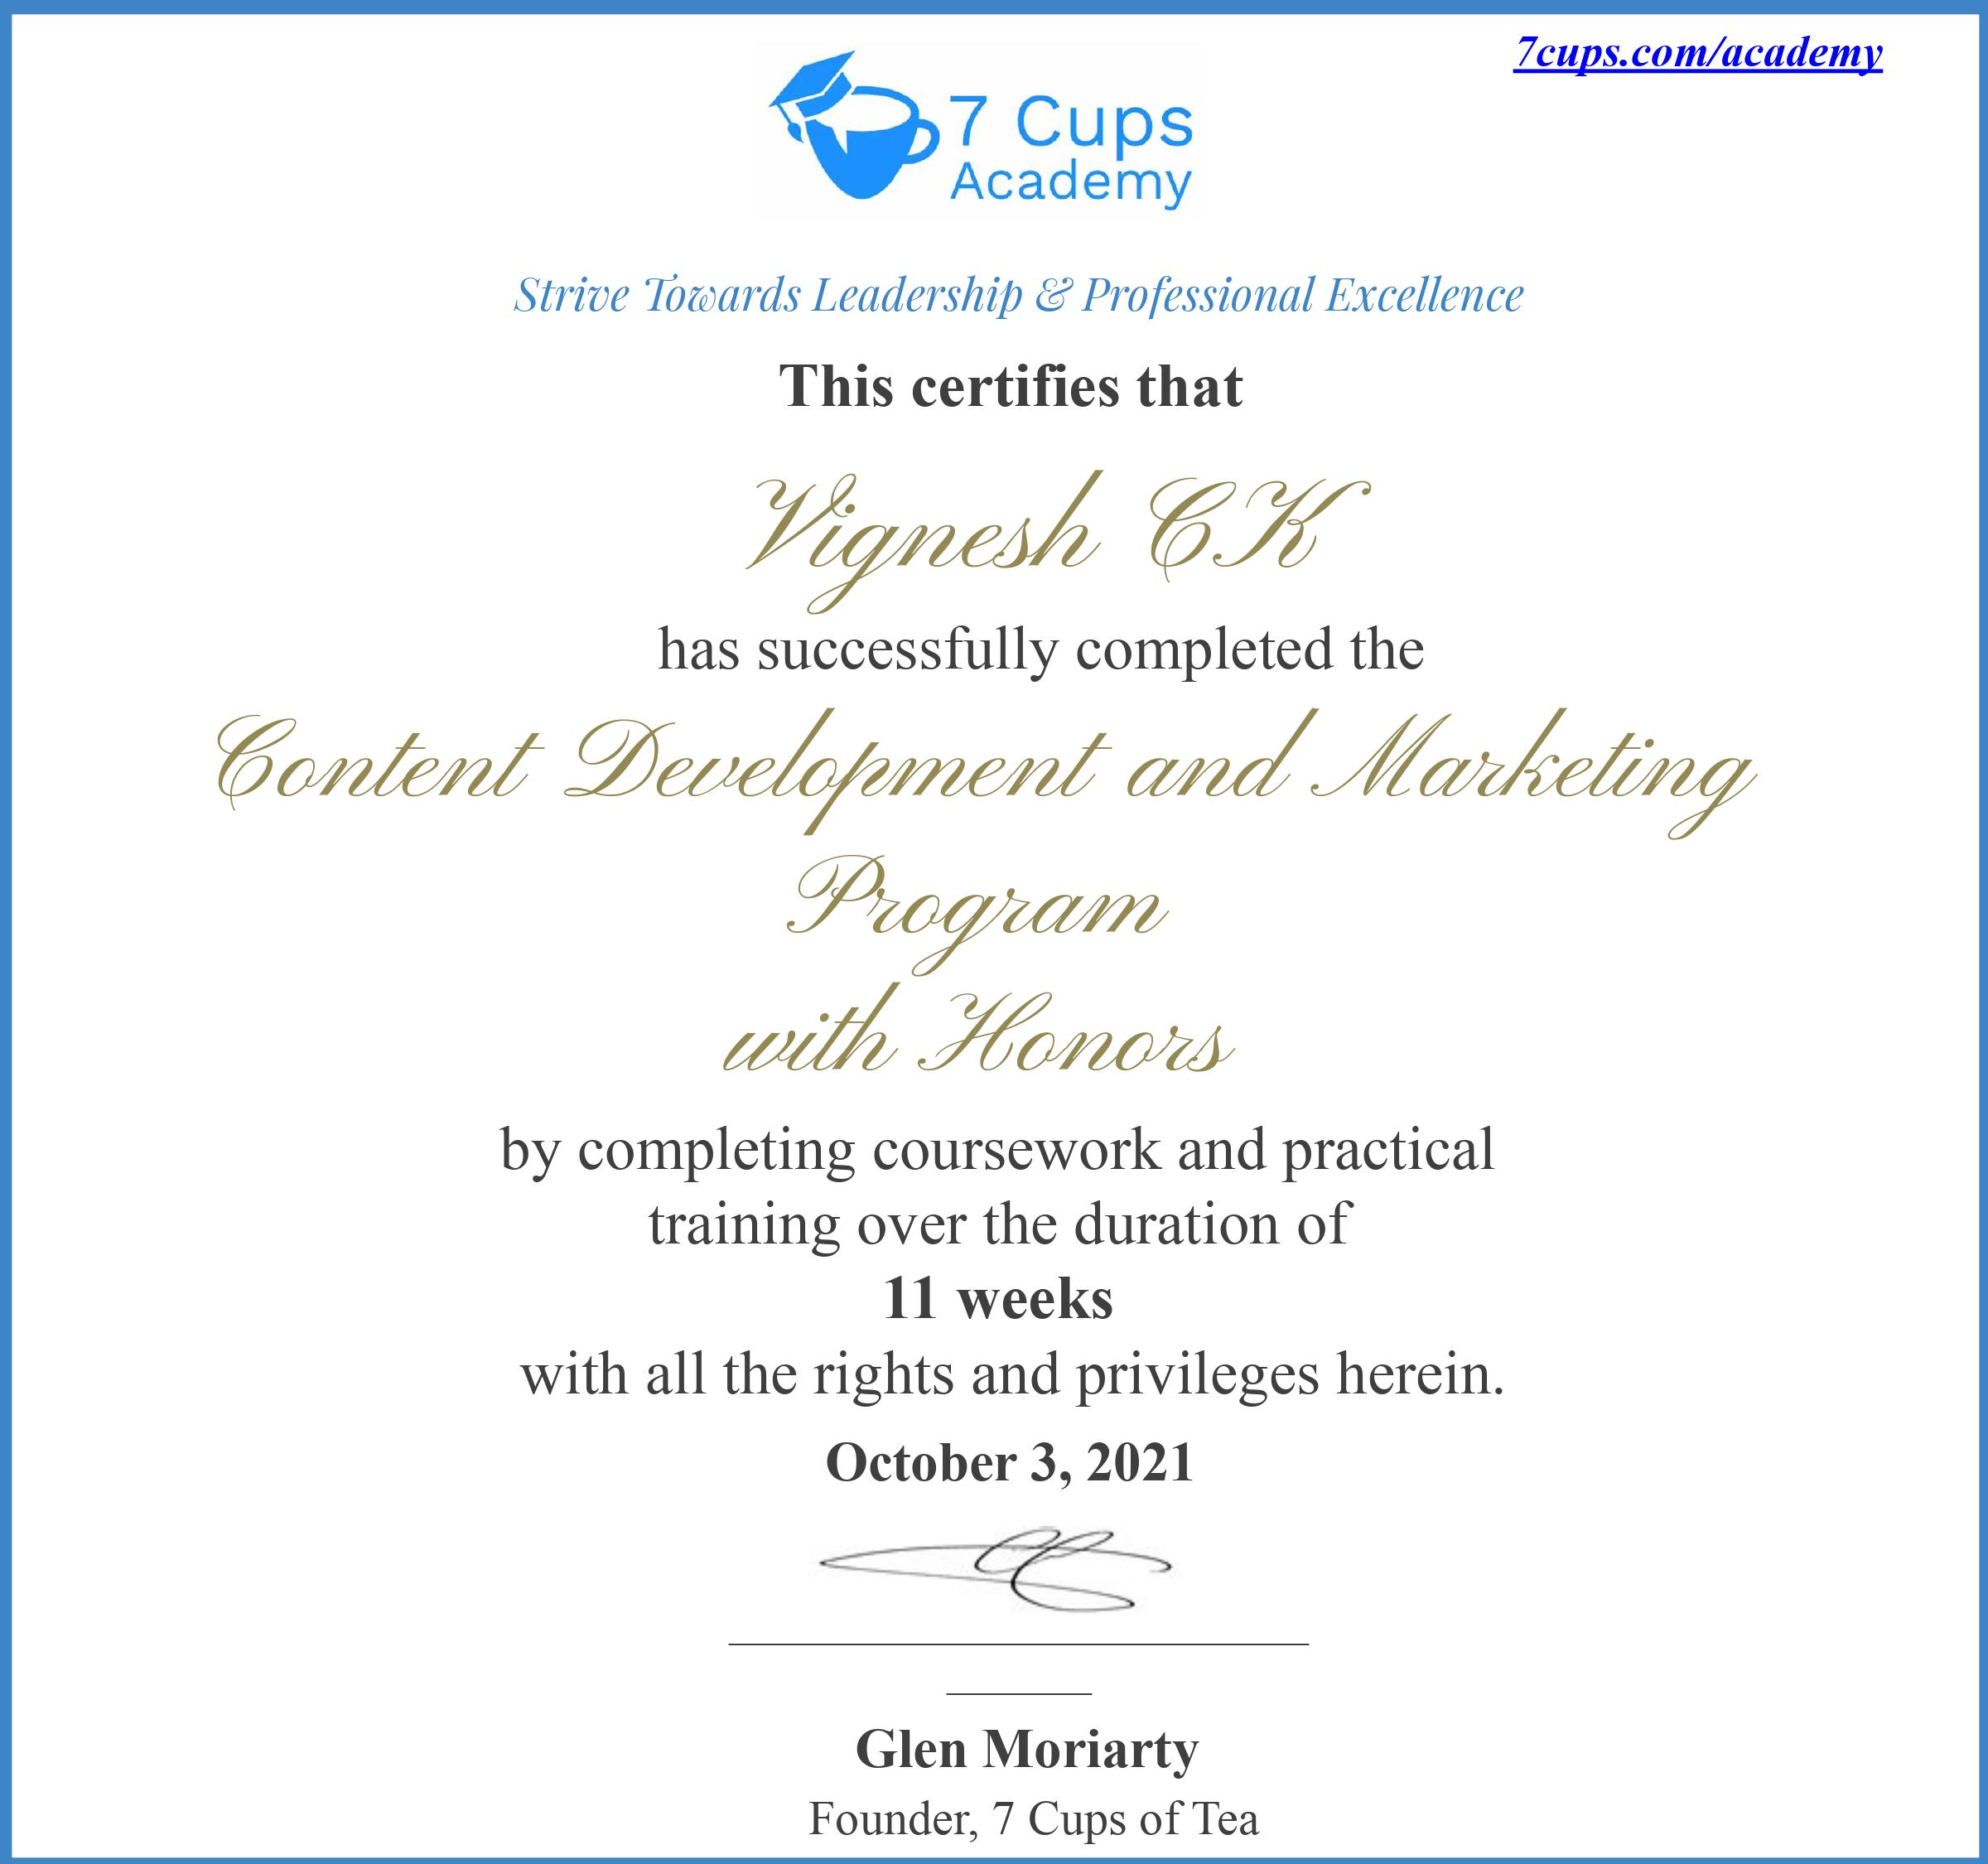 7cups.com/academy
7 Cups
Academy
Strive Towards Leadership & Professional Excellence
This certifies that
Vignesh CK
has successfully completed the
Content Development and Marketing
Program
with Honors
by completing coursework and practical
training over the duration of
11 weeks
with all the rights and privileges herein.
October 3, 2021
Glen Moriarty
Founder, 7 Cups of Tea